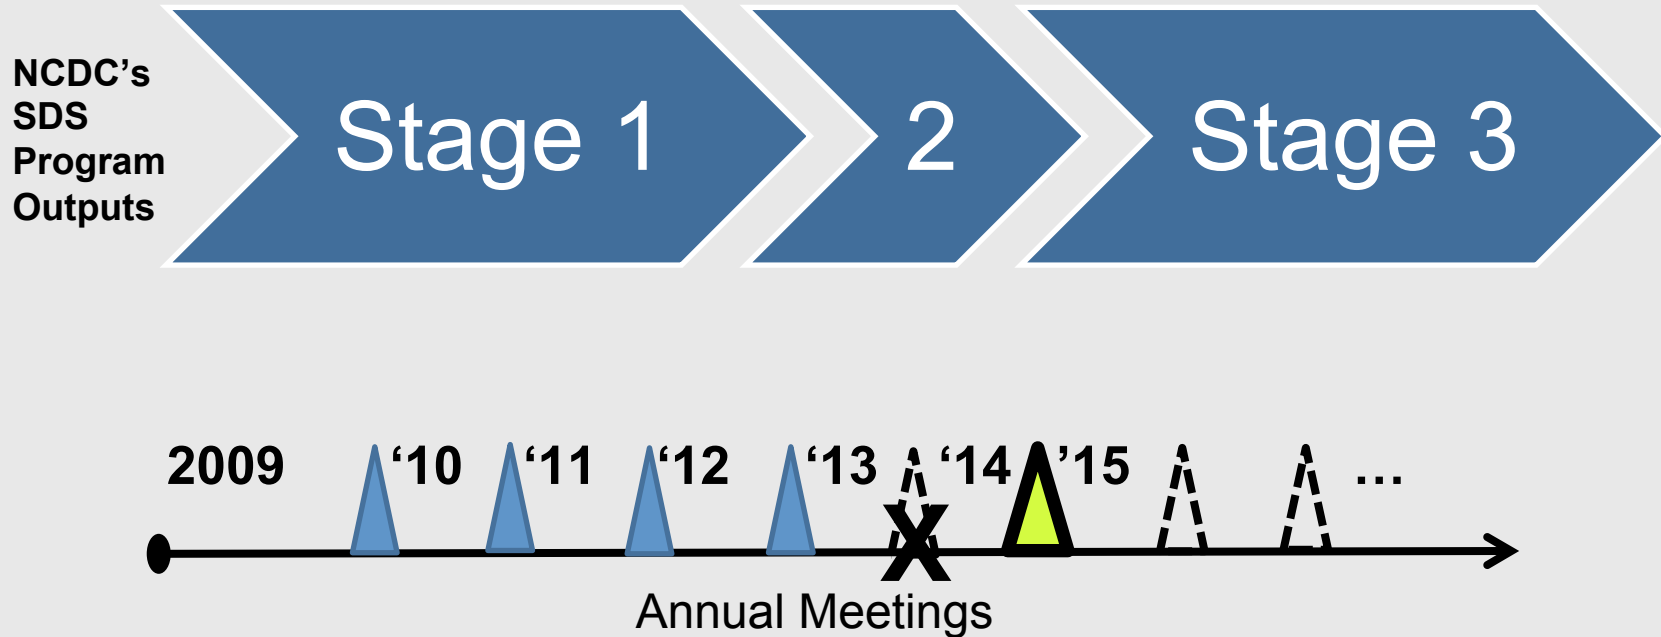 NCDC’s
SDS
Program
Outputs
Stage 1
2
Stage 3
2009 ‘10 ‘11 ‘12 ‘13 ‘14 ’15 ...
X
Annual Meetings